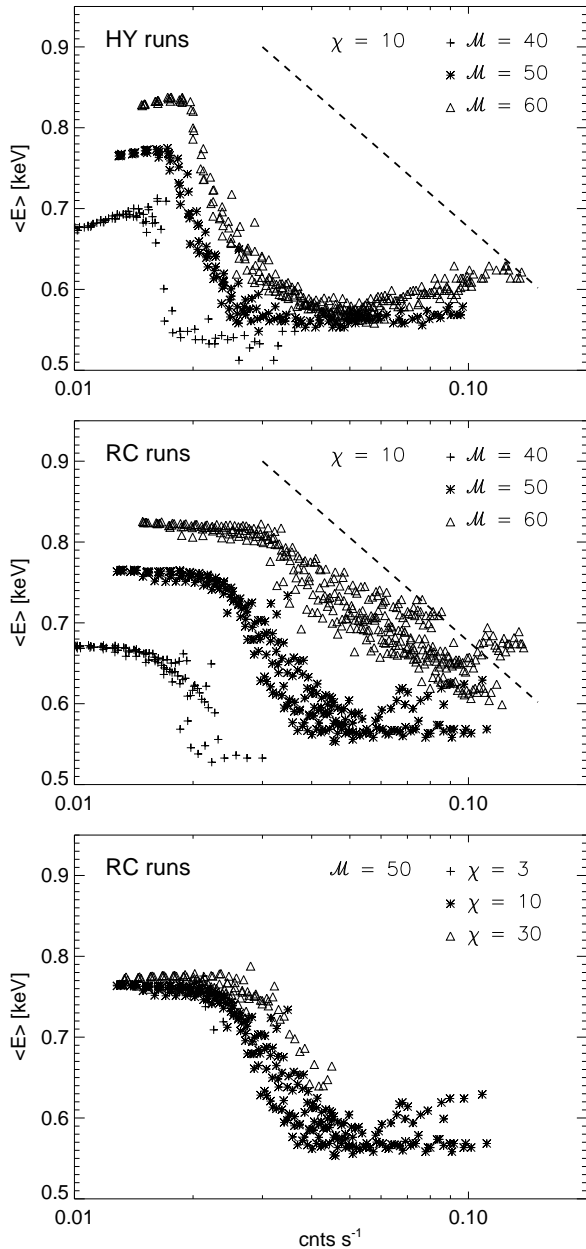 HY runs
χ = 10
+ ℳ = 40
ж ℳ = 50
△ ℳ = 60
<E> [keV]
0.9
0.8
0.7
0.6
0.5
0.01
0.10
RC runs
χ = 10
+ ℳ = 40
ж ℳ = 50
△ ℳ = 60
<E> [keV]
0.9
0.8
0.7
0.6
0.5
0.01
0.10
RC runs
ℳ = 50
+ χ = 3
ж χ = 10
△ χ = 30
<E> [keV]
0.9
0.8
0.7
0.6
0.5
0.01
0.10
cnts s⁻¹